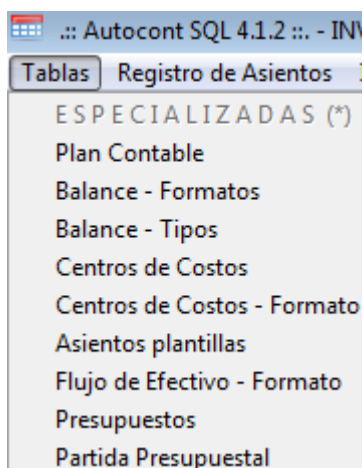 .:: Autocont SQL 4.1.2 ::. - INV
Tablas Registro de Asientos
E S P E C I A L I Z A D A S (*)
Plan Contable
Balance - Formatos
Balance - Tipos
Centros de Costos
Centros de Costos - Formato
Asientos plantillas
Flujo de Efectivo - Formato
Presupuestos
Partida Presupuestal